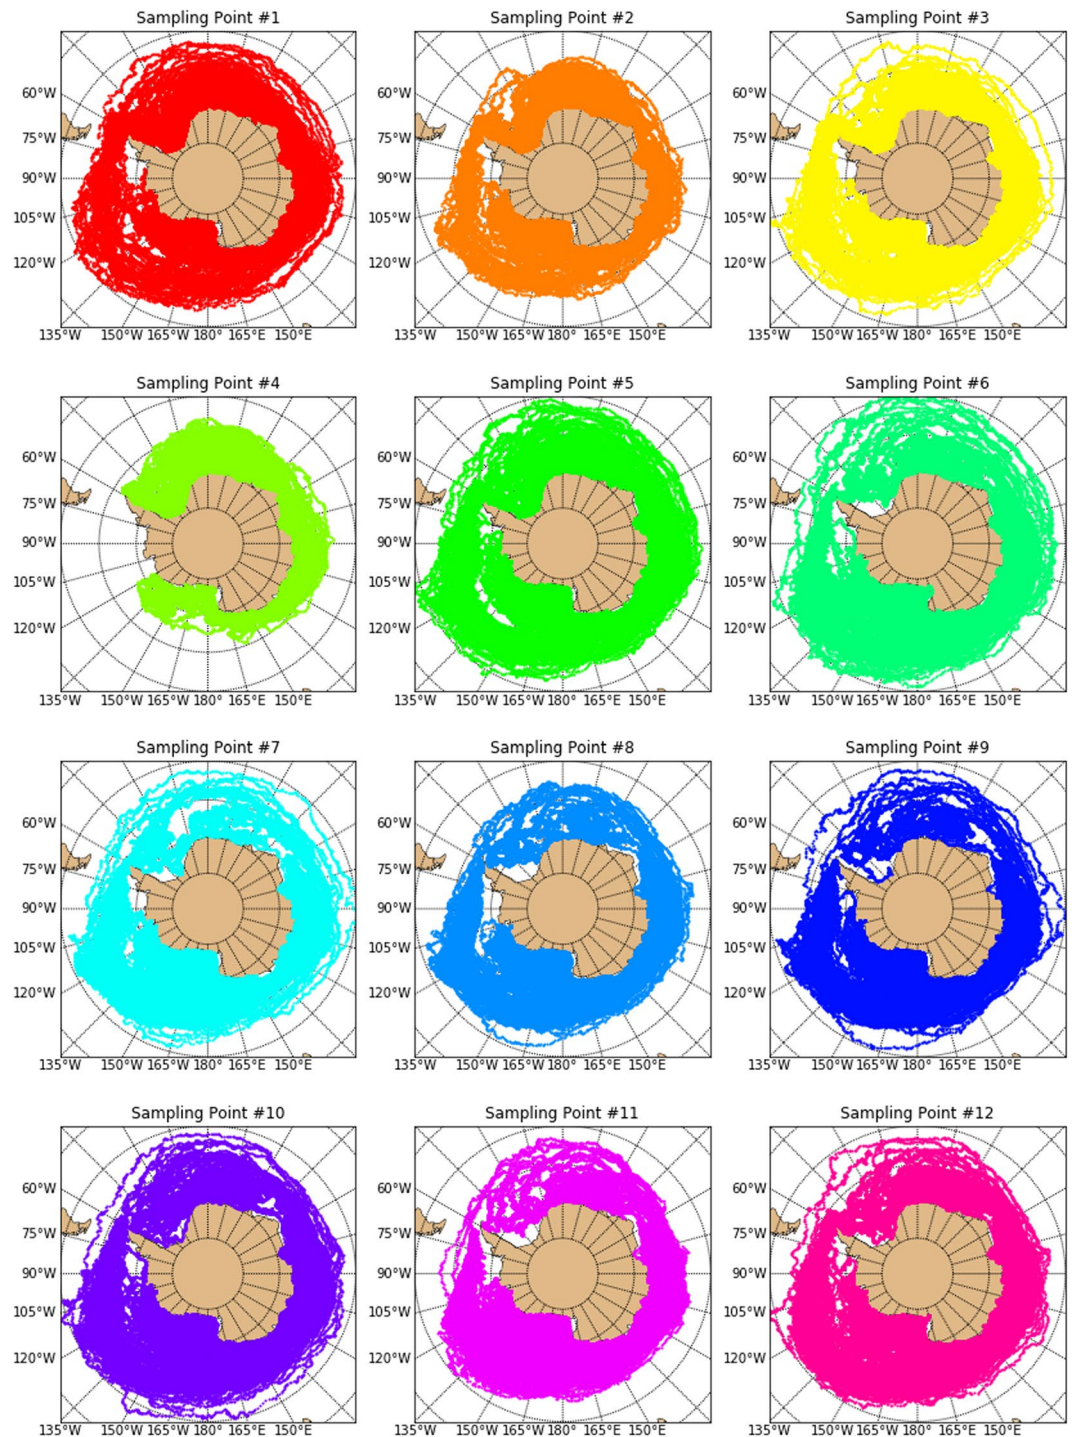 Sampling Point #1 Sampling Point #2 Sampling Point #3
60°W 60°W 60°W
75°W 75°W 75°W
90°W 90°W 90°W
105°W 105°W 105°W
120°W 120°W 120°W
135°W 150°W 165°W 180° 165°E 150°E 135°W 150°W 165°W 180° 165°E 150°E 135°W 150°W 165°W 180° 165°E 150°E
Sampling Point #4 Sampling Point #5 Sampling Point #6
60°W 60°W 60°W
75°W 75°W 75°W
90°W 90°W 90°W
105°W 105°W 105°W
120°W 120°W 120°W
135°W 150°W 165°W 180° 165°E 150°E 135°W 150°W 165°W 180° 165°E 150°E 135°W 150°W 165°W 180° 165°E 150°E
Sampling Point #7 Sampling Point #8 Sampling Point #9
60°W 60°W 60°W
75°W 75°W 75°W
90°W 90°W 90°W
105°W 105°W 105°W
120°W 120°W 120°W
135°W 150°W 165°W 180° 165°E 150°E 135°W 150°W 165°W 180° 165°E 150°E 135°W 150°W 165°W 180° 165°E 150°E
Sampling Point #10 Sampling Point #11 Sampling Point #12
60°W 60°W 60°W
75°W 75°W 75°W
90°W 90°W 90°W
105°W 105°W 105°W
120°W 120°W 120°W
135°W 150°W 165°W 180° 165°E 150°E 135°W 150°W 165°W 180° 165°E 150°E 135°W 150°W 165°W 180° 165°E 150°E